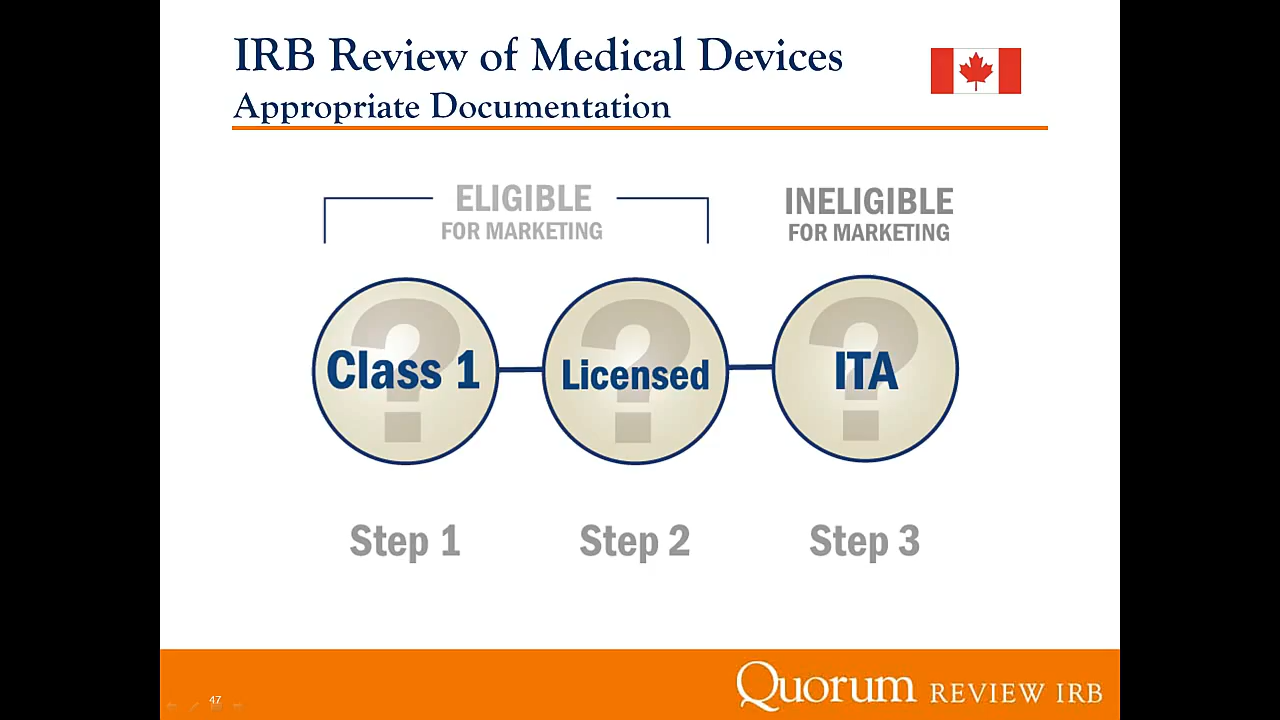 IRB Review of Medical Devices
Appropriate Documentation
ELIGIBLE
FOR MARKETING
INELIGIBLE
FOR MARKETING
?
Class 1
?
Licensed
?
ITA
Step 1
Step 2
Step 3
47
Quorum REVIEW IRB